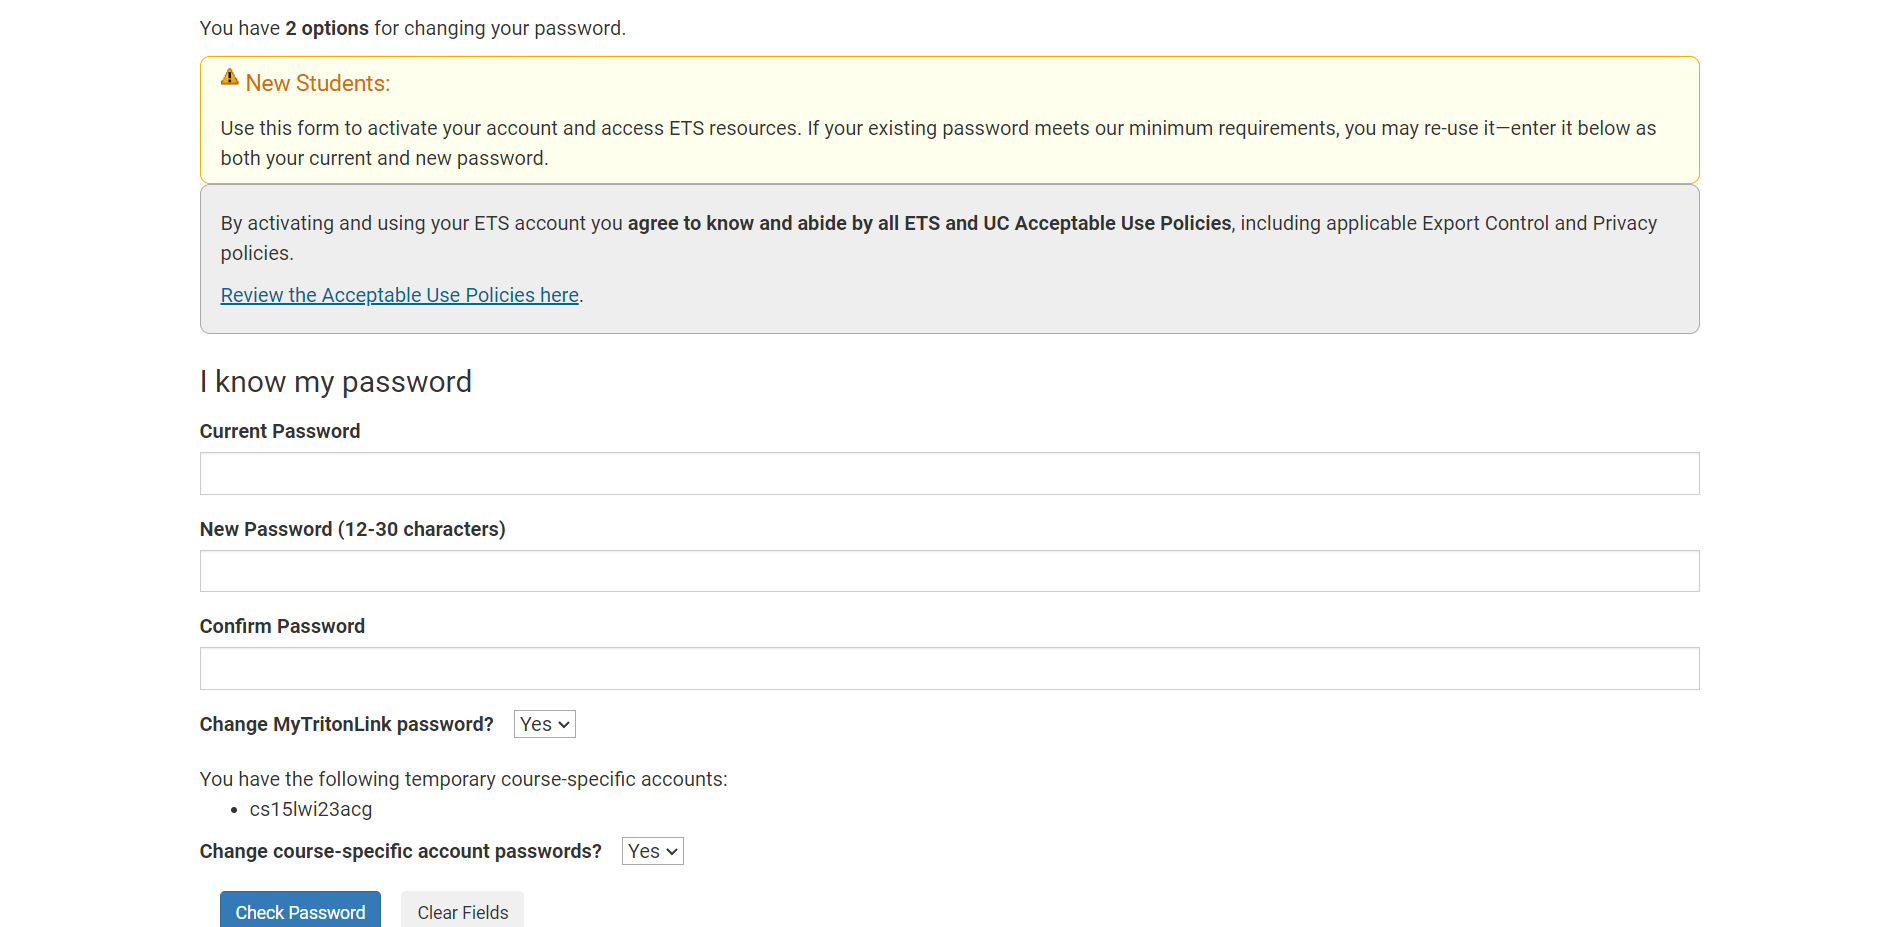 You have 2 options for changing your password.
New Students:
Use this form to activate your account and access ETS resources. If your existing password meets our minimum requirements, you may re-use it—enter it below as
both your current and new password.
By activating and using your ETS account you agree to know and abide by all ETS and UC Acceptable Use Policies, including applicable Export Control and Privacy
policies.
Review the Acceptable Use Policies here.
I know my password
Current Password
New Password (12-30 characters)
Confirm Password
Change MyTritonLink password? Yes
You have the following temporary course-specific accounts:
• cs15lwi23acg
Change course-specific account passwords? Yes
Check Password Clear Fields